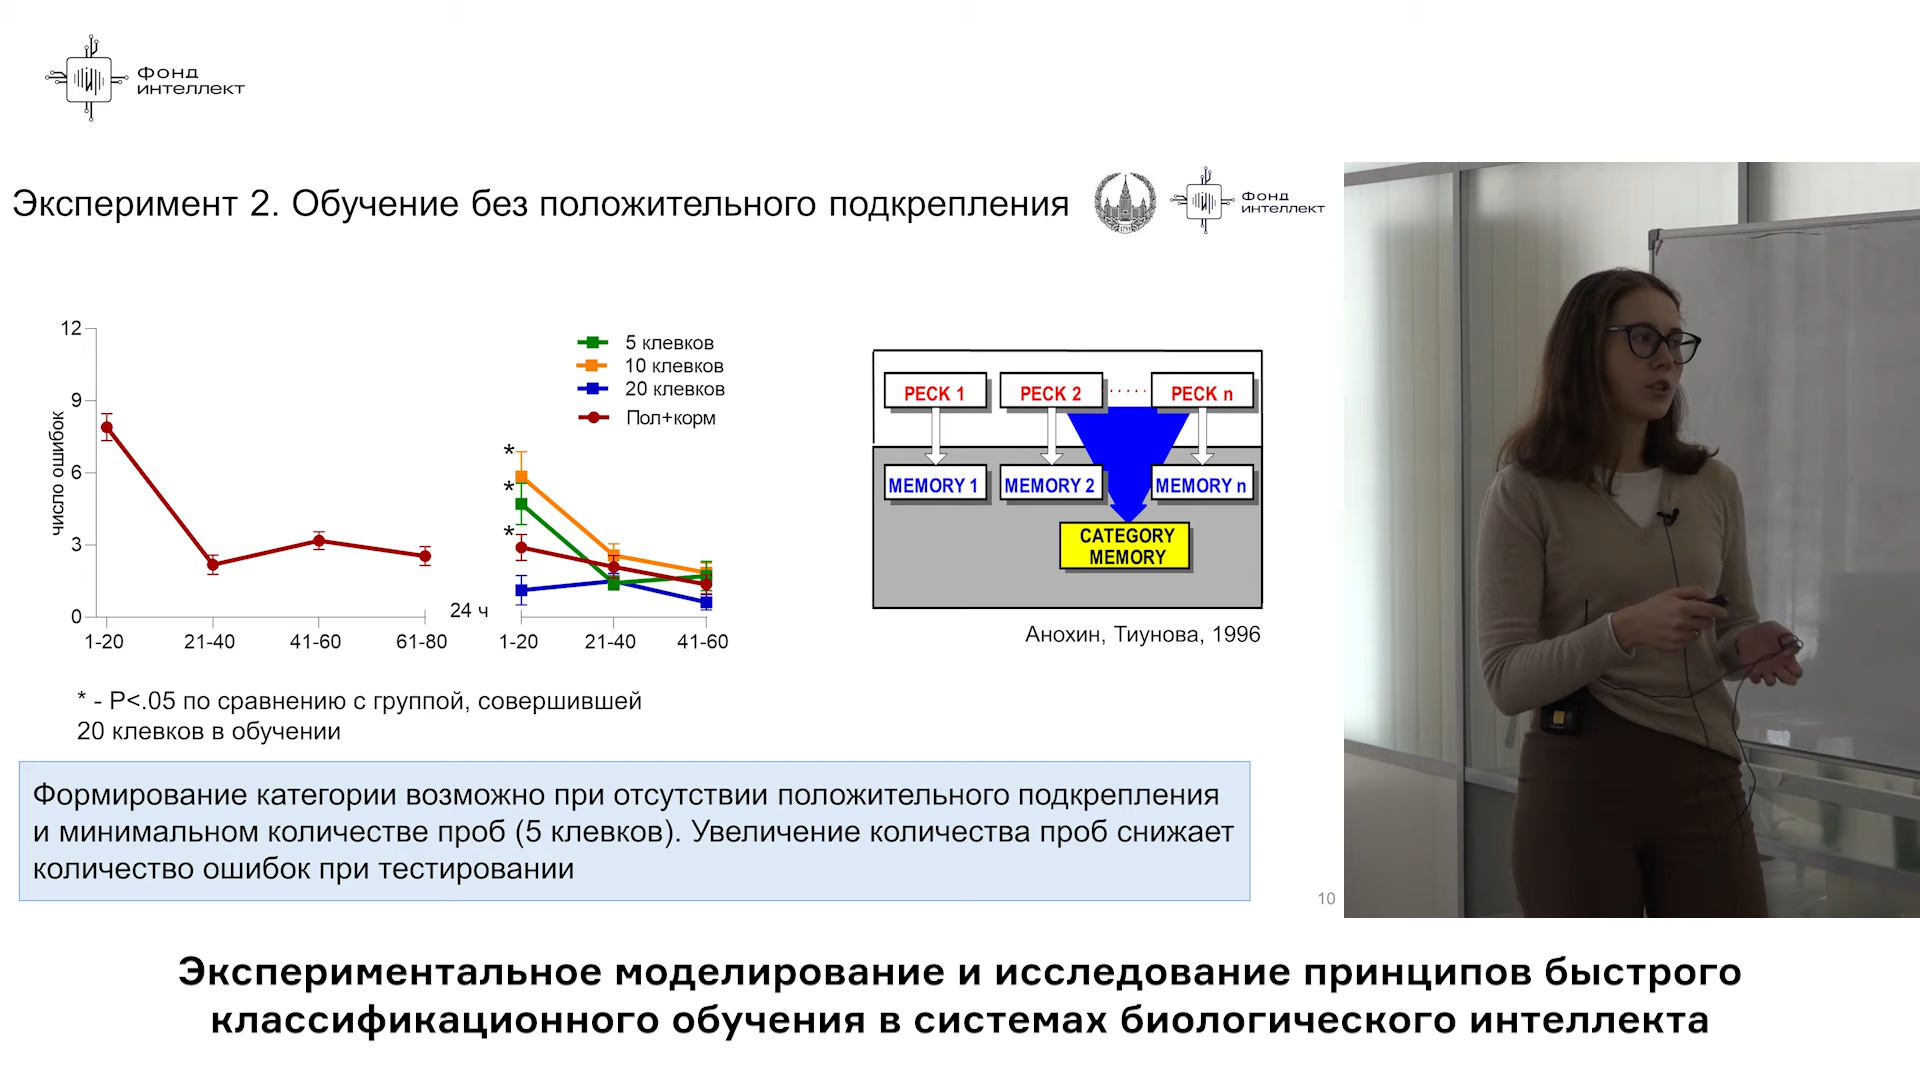 Фонд
интеллект
Эксперимент 2. Обучение без положительного подкрепления
1755
Фонд
интеллект
число ошибок
12
9
6
3
0
1-20
21-40
41-60
61-80
24 ч
1-20
21-40
41-60
*
*
*
5 клевков
10 клевков
20 клевков
Пол+корм
PECK 1
PECK 2
PECK n
MEMORY 1
MEMORY 2
MEMORY n
CATEGORY
MEMORY
Анохин, Тиунова, 1996
* - P<.05 по сравнению с группой, совершившей
20 клевков в обучении
Формирование категории возможно при отсутствии положительного подкрепления
и минимальном количестве проб (5 клевков). Увеличение количества проб снижает
количество ошибок при тестировании
10
Экспериментальное моделирование и исследование принципов быстрого
классификационного обучения в системах биологического интеллекта